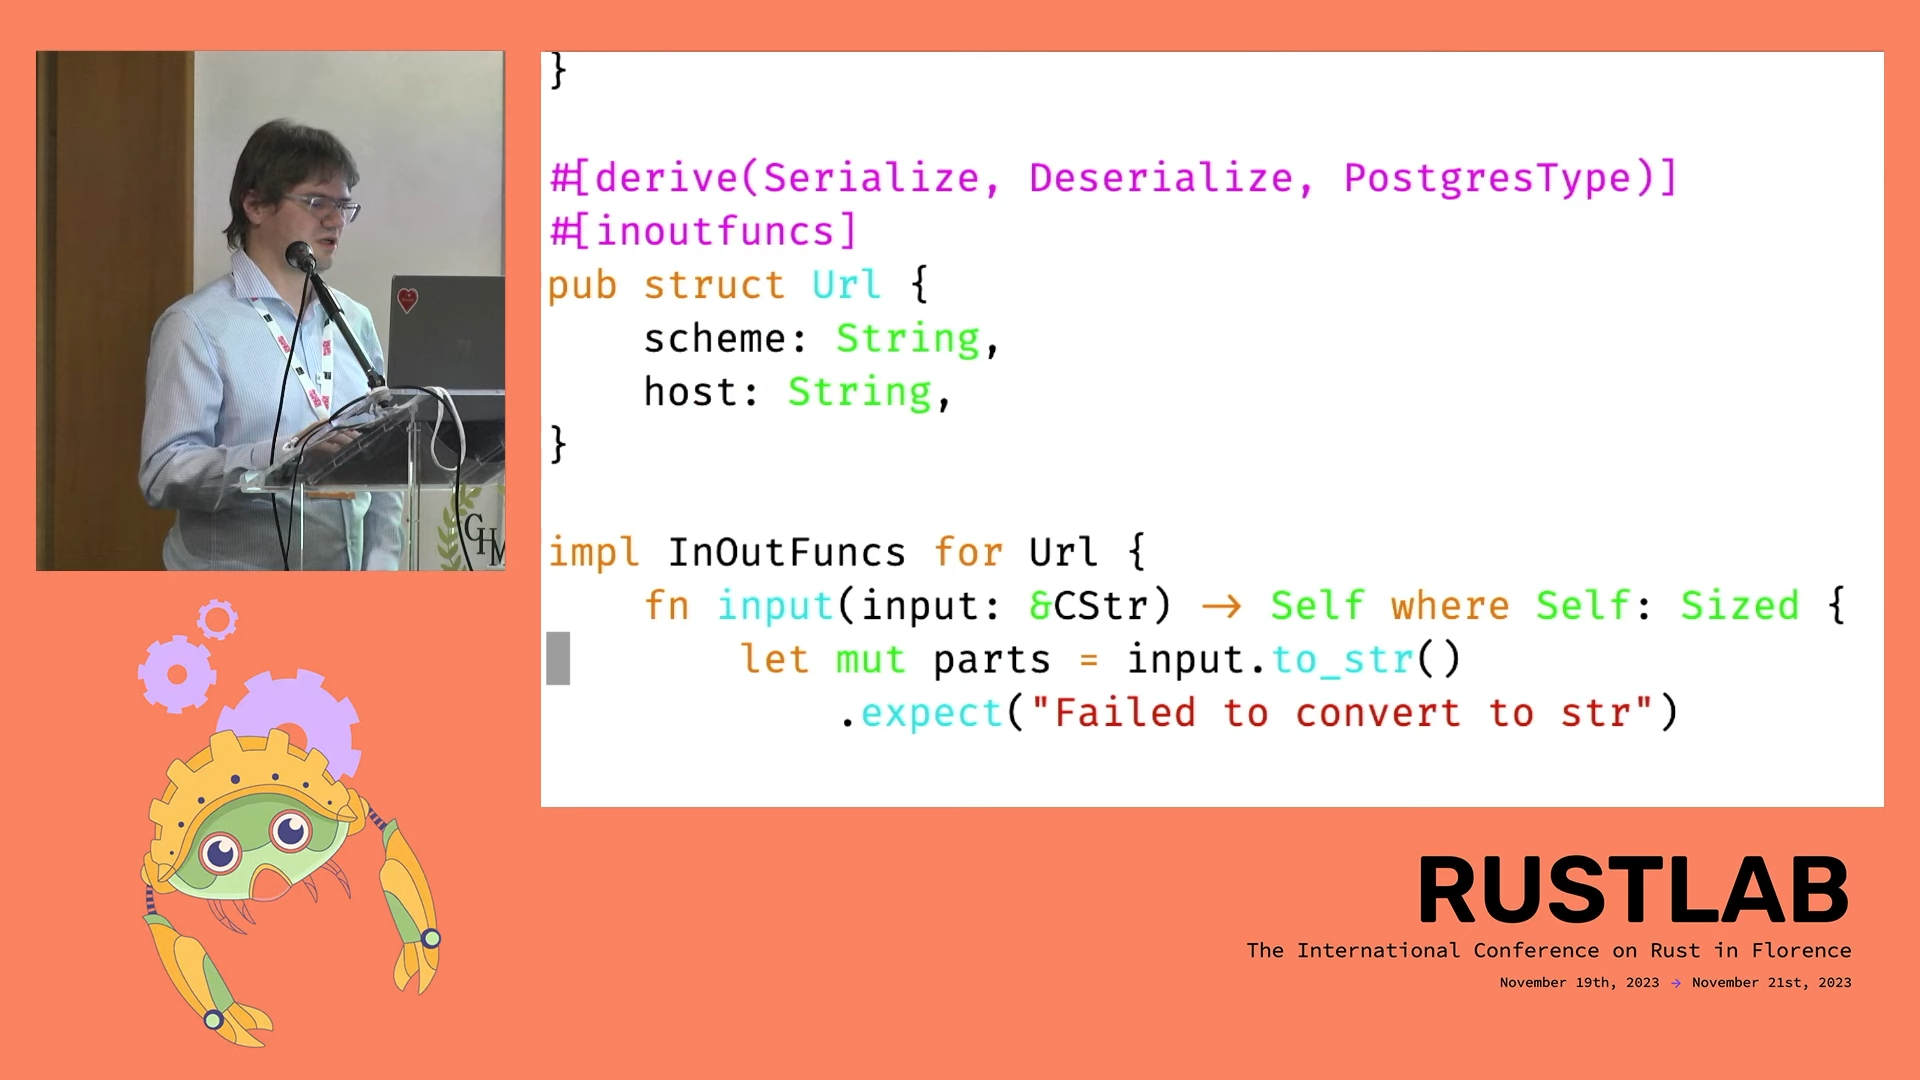 }
#[derive(Serialize, Deserialize, PostgresType)]
#[inoutfuncs]
pub struct Url {
    scheme: String,
    host: String,
}
impl InOutFuncs for Url {
    fn input(input: &CStr) → Self where Self: Sized {
        let mut parts = input.to_str()
            .expect("Failed to convert to str")
GHM
RUSTLAB
The International Conference on Rust in Florence
November 19th, 2023 → November 21st, 2023